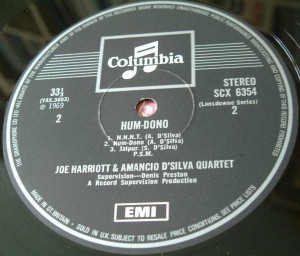 Columbia
33⅓
STEREO
(YAX.3883)
SCX 6354
℗ 1969
(Lansdowne Series)
2
2
HUM-DONO
1. N.N.N.T. (A. D'Silva)
2. Hum-Dono (A. D'Silva)
3. Jaipur. (S. D'Silva)
P.S.M.
JOE HARRIOTT & AMANCIO D'SILVA QUARTET
Supervision—Denis Preston
A Record Supervision Production
EMI
MADE IN GT BRITAIN
SOLD IN U.K. SUBJECT TO RESALE PRICE CONDITIONS, SEE PRICE LISTS